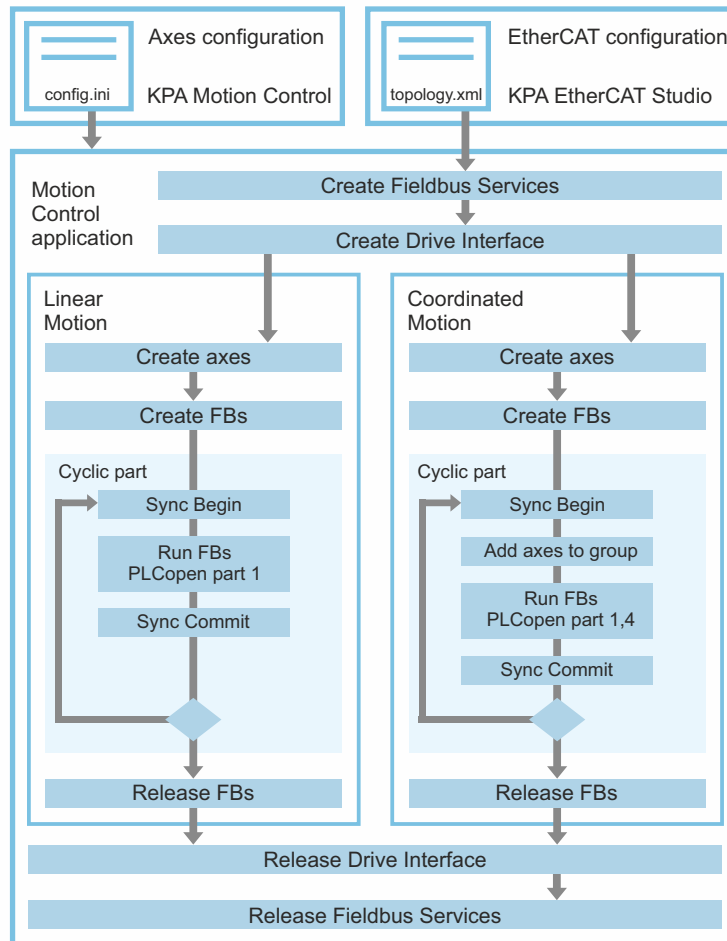 Axes configuration
config.ini
KPA Motion Control
EtherCAT configuration
topology.xml
KPA EtherCAT Studio
Motion
Control
application
Create Fieldbus Services
Create Drive Interface
Linear
Motion
Create axes
Create FBs
Cyclic part
Sync Begin
Run FBs
PLCopen part 1
Sync Commit
Release FBs
Coordinated
Motion
Create axes
Create FBs
Cyclic part
Sync Begin
Add axes to group
Run FBs
PLCopen part 1,4
Sync Commit
Release FBs
Release Drive Interface
Release Fieldbus Services